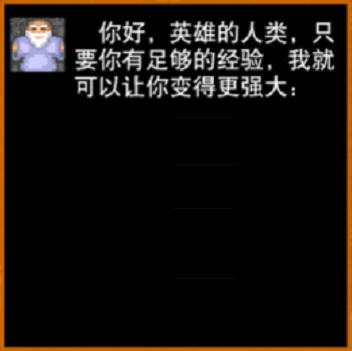 你好，英雄的人类，只
要你有足够的经验，我就
可以让你变得更强大：